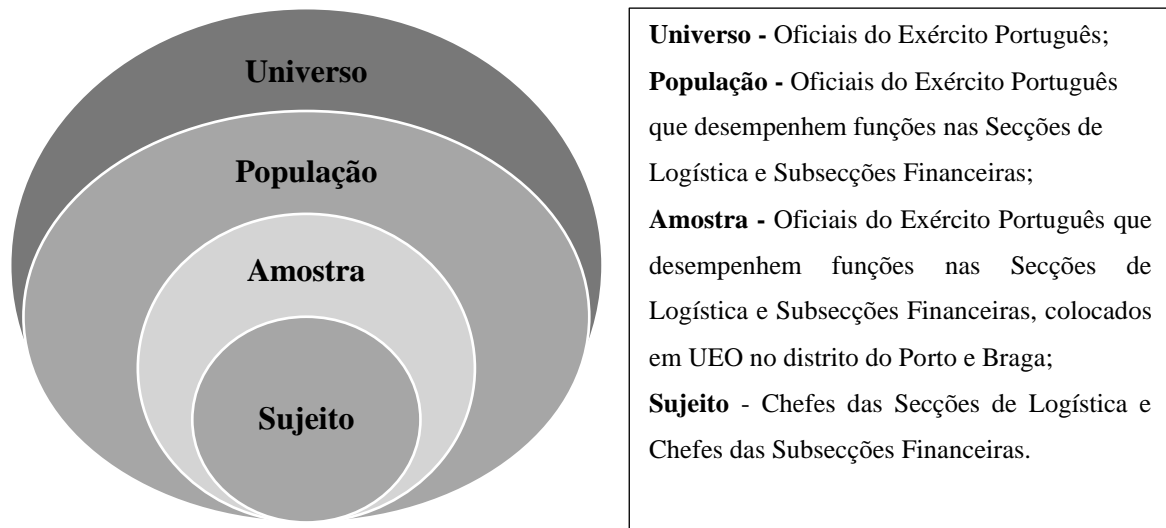 Universo
População
Amostra
Sujeito
Universo - Oficiais do Exército Português;
População - Oficiais do Exército Português
que desempenhem funções nas Secções de
Logística e Subsecções Financeiras;
Amostra - Oficiais do Exército Português que
desempenhem funções nas Secções de
Logística e Subsecções Financeiras, colocados
em UEO no distrito do Porto e Braga;
Sujeito - Chefes das Secções de Logística e
Chefes das Subsecções Financeiras.